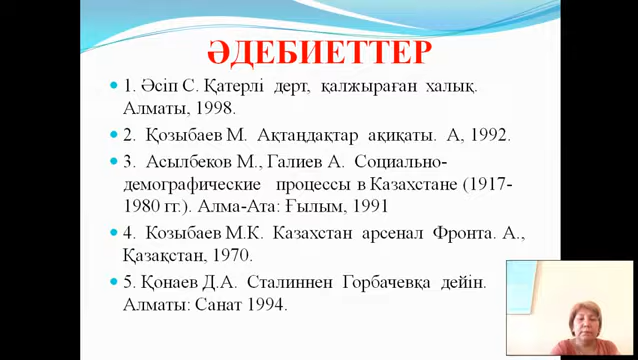 ӘДЕБИЕТТЕР
1. Әсіп С. Қатерлі дерт, қалжыраған халық.
Алматы, 1998.
2. Қозыбаев М. Ақтаңдақтар ақиқаты. А, 1992.
3. Асылбеков М., Галиев А. Социально-
демографические процессы в Казахстане (1917-
1980 гг.). Алма-Ата: Ғылым, 1991
4. Козыбаев М.К. Казахстан арсенал Фронта. А.,
Қазақстан, 1970.
5. Қонаев Д.А. Сталиннен Горбачевқа дейін.
Алматы: Санат 1994.